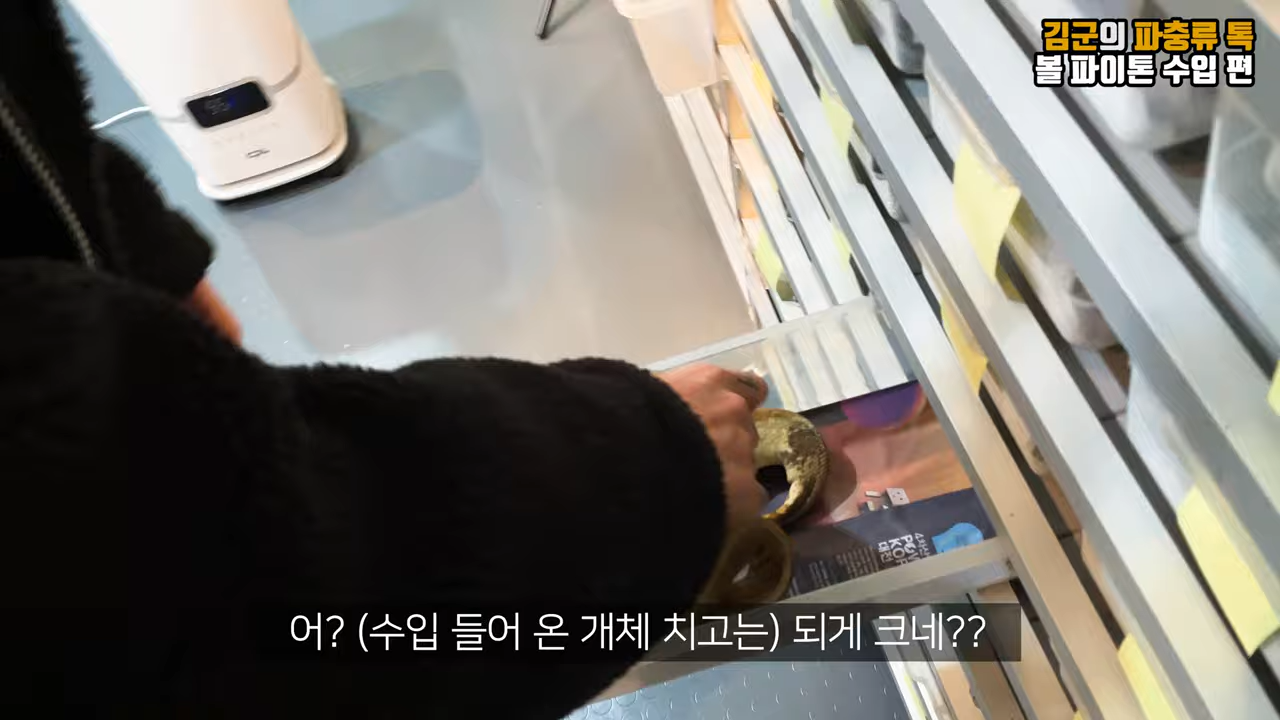 김군의 파충류 톡
볼 파이톤 수입 편
어? (수입 들어 온 개체 치고는) 되게 크네??